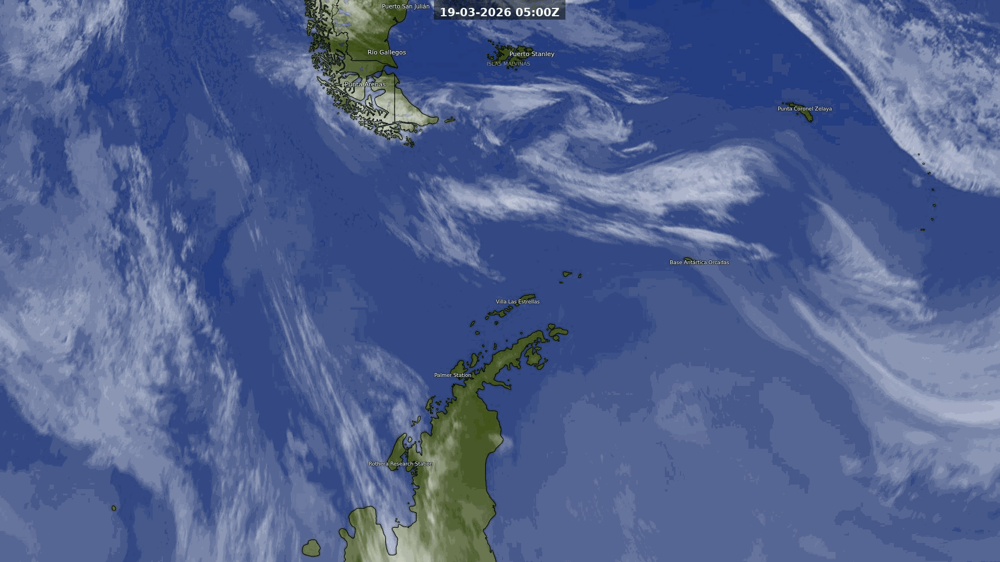 Puerto San Julián
19-03-2026 05:00Z
Río Gallegos
Puerto Stanley
ISLAS MALVINAS
Punta Arenas
Punta Coronel Zelaya
Base Antártica Orcadas
Villa Las Estrellas
Palmer Station
Rothera Research Station